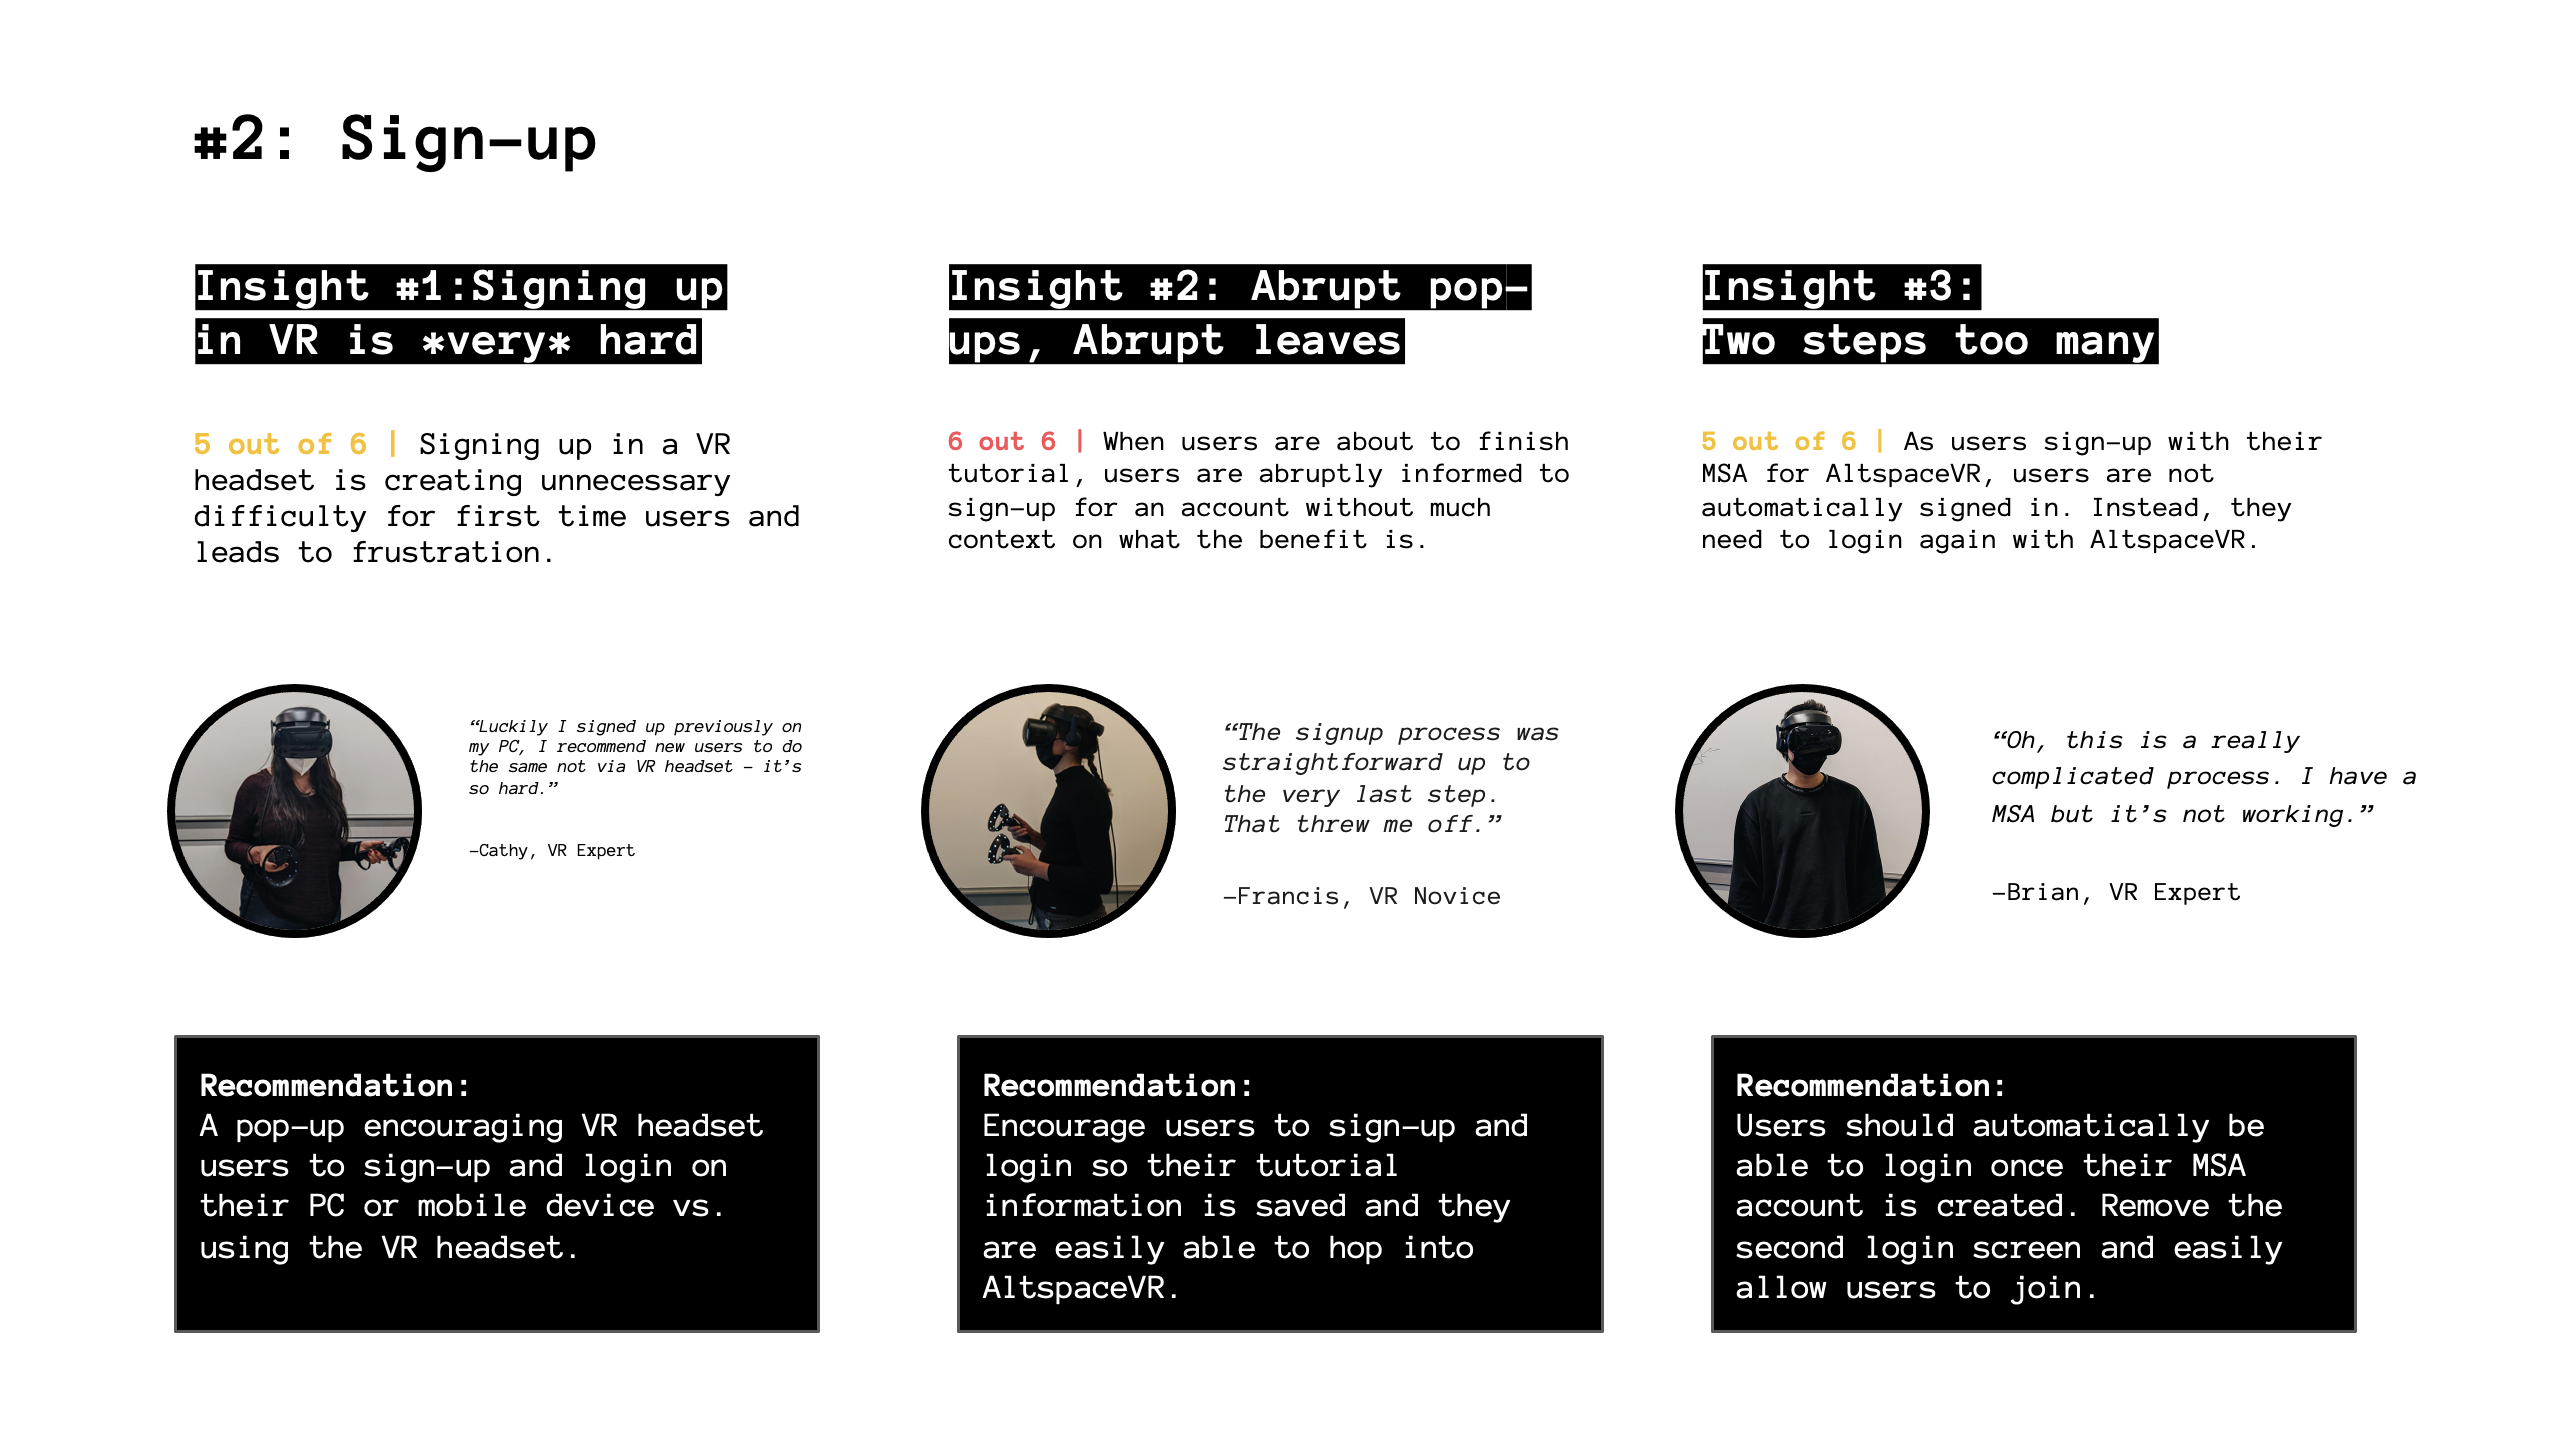 #2: Sign-up
Insight #1:Signing up
in VR is *very* hard
5 out of 6 | Signing up in a VR
headset is creating unnecessary
difficulty for first time users and
leads to frustration.
“Luckily I signed up previously on
my PC, I recommend new users to do
the same not via VR headset - it’s
so hard.”
-Cathy, VR Expert
Recommendation:
A pop-up encouraging VR headset
users to sign-up and login on
their PC or mobile device vs.
using the VR headset.
Insight #2: Abrupt pop-
ups, Abrupt leaves
6 out 6 | When users are about to finish
tutorial, users are abruptly informed to
sign-up for an account without much
context on what the benefit is.
“The signup process was
straightforward up to
the very last step.
That threw me off.”
-Francis, VR Novice
Recommendation:
Encourage users to sign-up and
login so their tutorial
information is saved and they
are easily able to hop into
AltspaceVR.
Insight #3:
Two steps too many
5 out of 6 | As users sign-up with their
MSA for AltspaceVR, users are not
automatically signed in. Instead, they
need to login again with AltspaceVR.
“Oh, this is a really
complicated process. I have a
MSA but it’s not working.”
-Brian, VR Expert
Recommendation:
Users should automatically be
able to login once their MSA
account is created. Remove the
second login screen and easily
allow users to join.